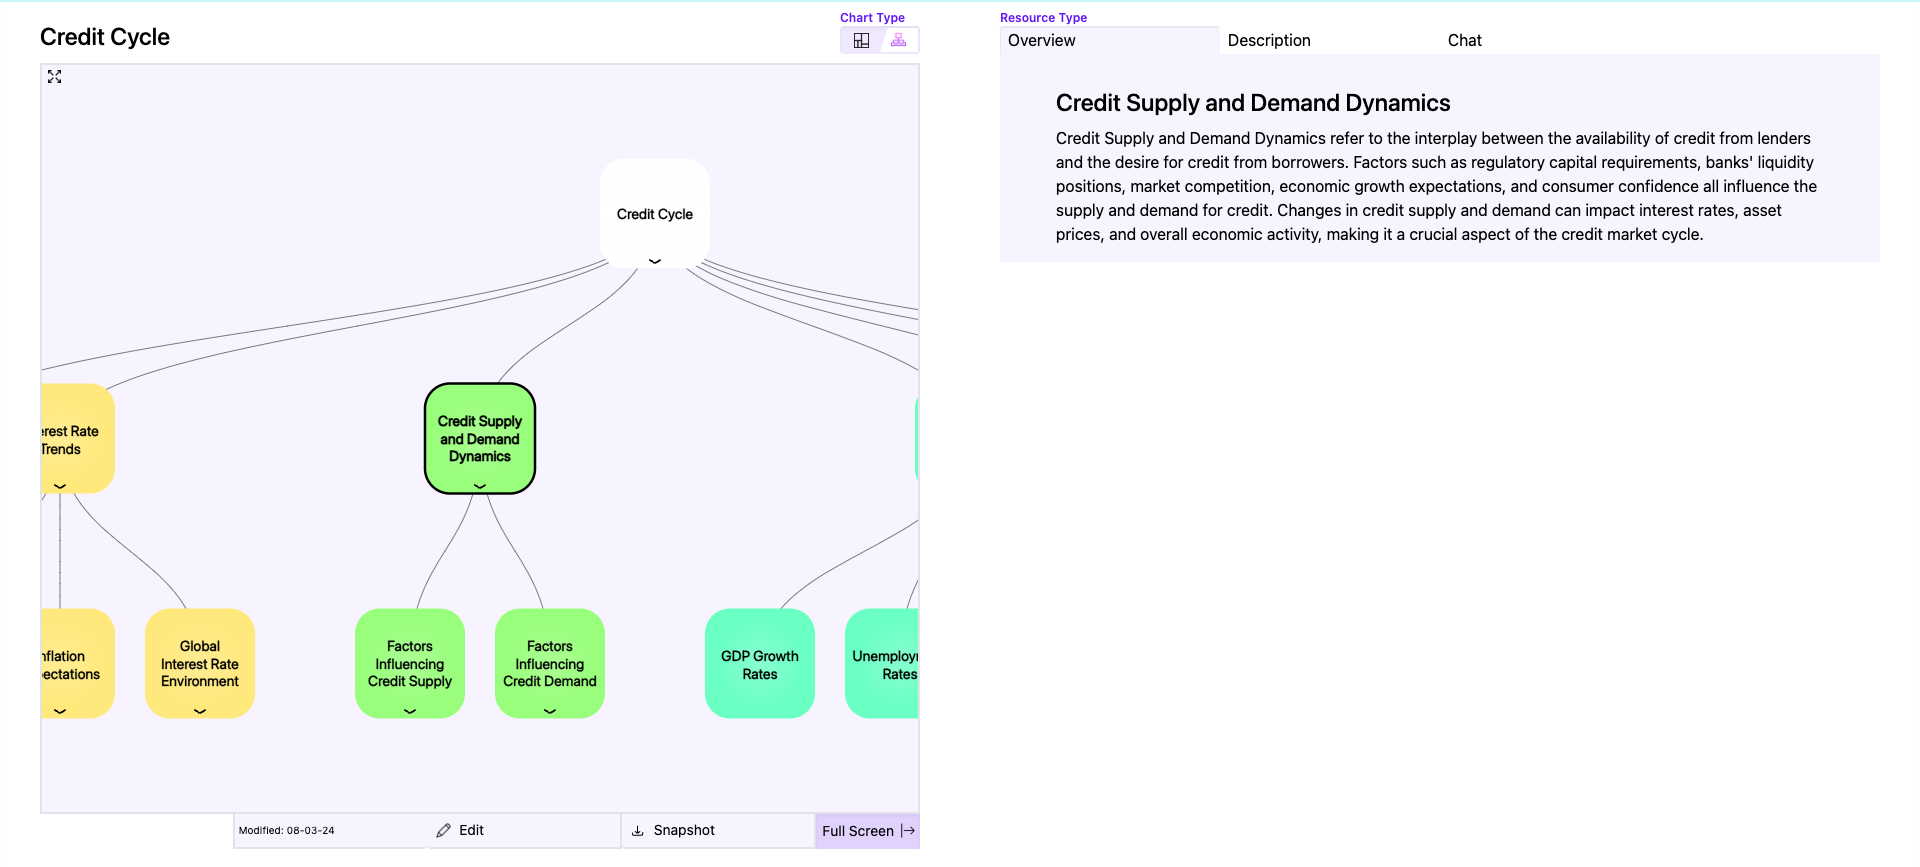 Credit Cycle
Chart Type
Credit Cycle
erest Rate
Trends
Credit Supply
and Demand
Dynamics
nflation
ectations
Global
Interest Rate
Environment
Factors
Influencing
Credit Supply
Factors
Influencing
Credit Demand
GDP Growth
Rates
Unemploy
Rates
Modified: 08-03-24
Edit
Snapshot
Full Screen
Resource Type
Overview
Description
Chat
Credit Supply and Demand Dynamics
Credit Supply and Demand Dynamics refer to the interplay between the availability of credit from lenders
and the desire for credit from borrowers. Factors such as regulatory capital requirements, banks' liquidity
positions, market competition, economic growth expectations, and consumer confidence all influence the
supply and demand for credit. Changes in credit supply and demand can impact interest rates, asset
prices, and overall economic activity, making it a crucial aspect of the credit market cycle.